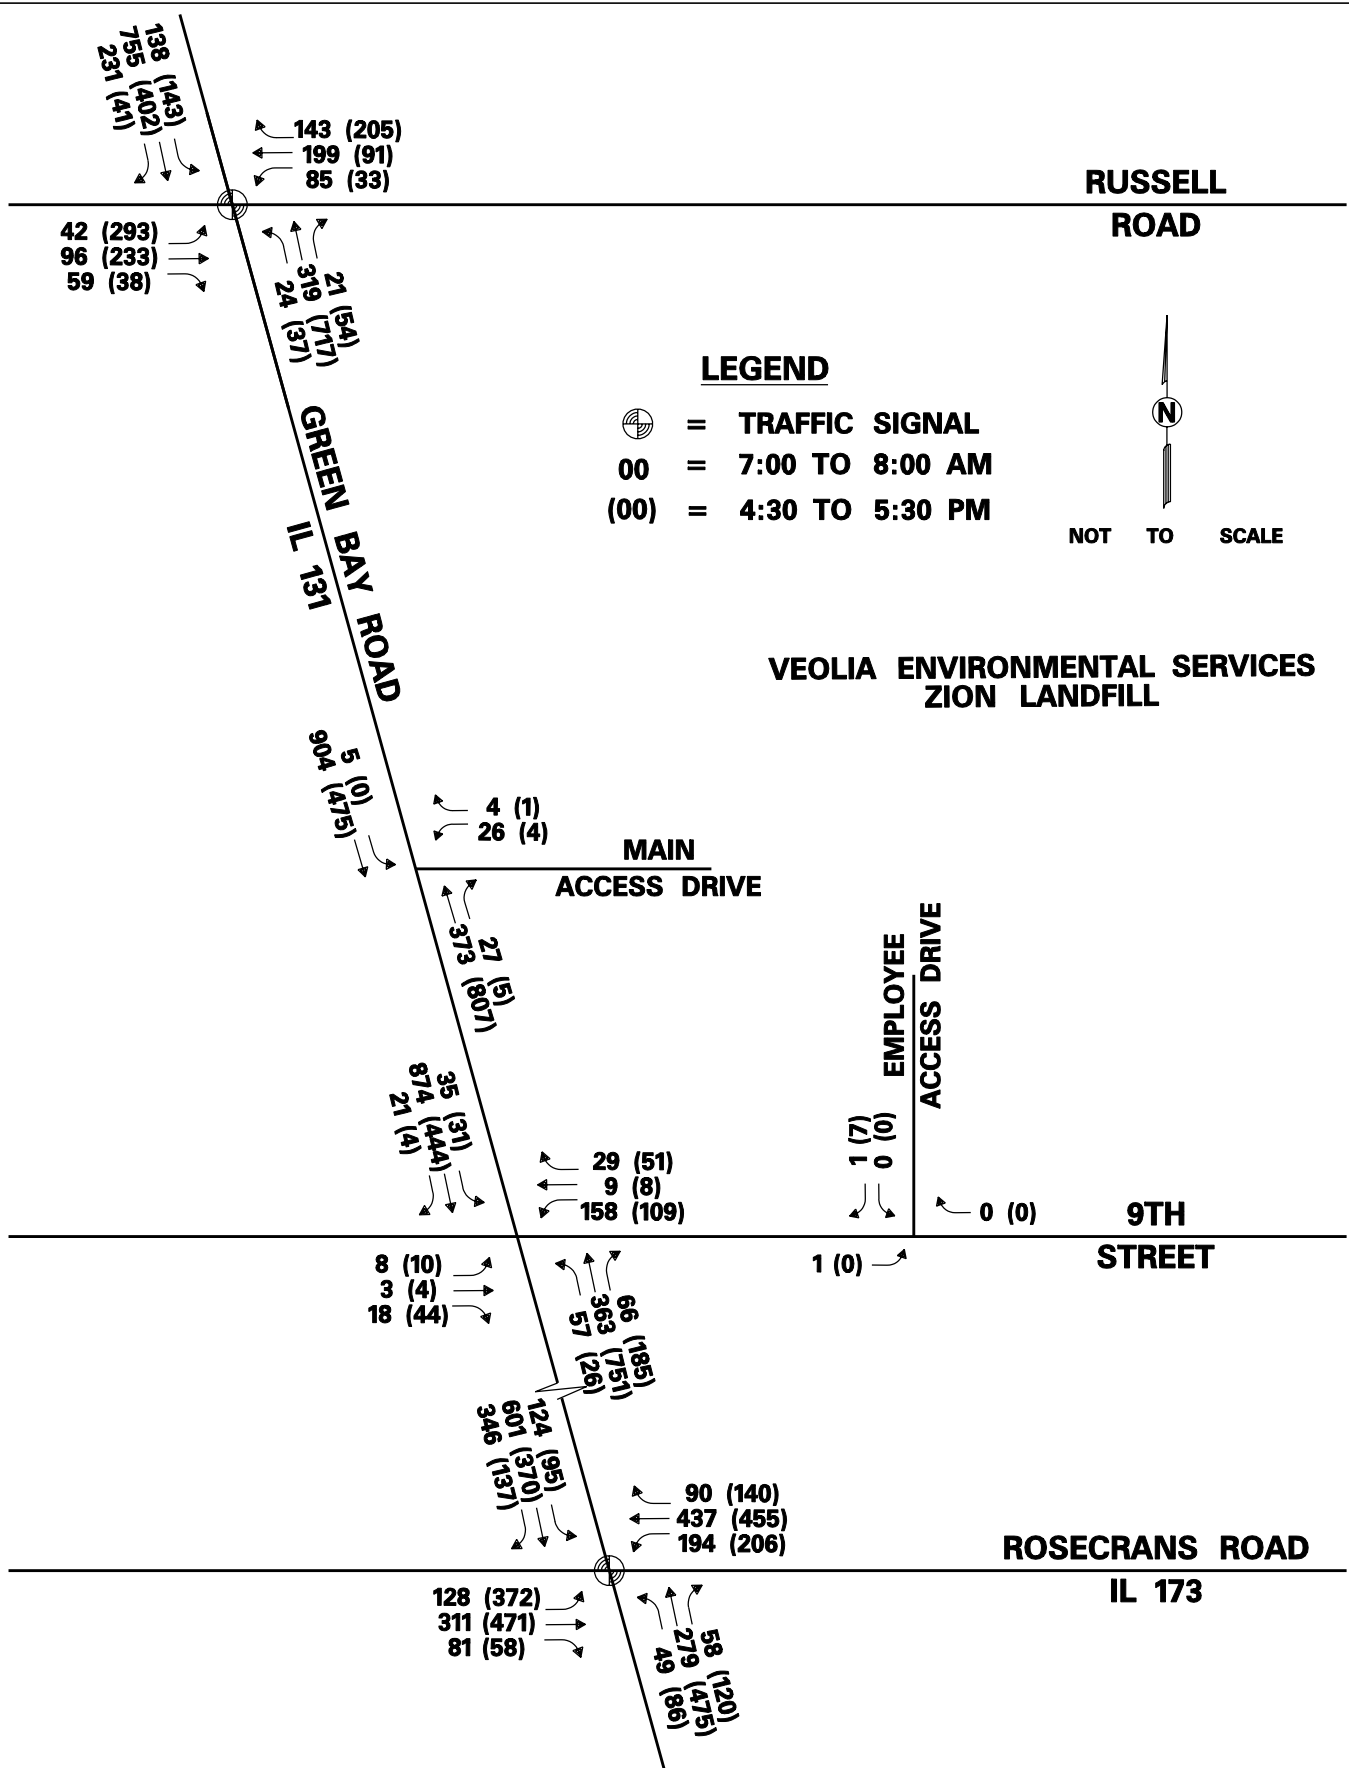 138 (143)
755 (402)
231 (41)
143 (205)
199 (91)
85 (33)
RUSSELL
ROAD
42 (293)
96 (233)
59 (38)
24 (37)
319 (717)
21 (54)
LEGEND
= TRAFFIC SIGNAL
00 = 7:00 TO 8:00 AM
(00) = 4:30 TO 5:30 PM
N
NOT TO SCALE
GREEN BAY ROAD
IL 131
VEOLIA ENVIRONMENTAL SERVICES
ZION LANDFILL
5 (0)
904 (475)
4 (1)
26 (4)
MAIN
ACCESS DRIVE
373 (807)
27 (5)
EMPLOYEE
ACCESS DRIVE
35 (31)
874 (444)
21 (4)
29 (51)
9 (8)
158 (109)
1 (7)
0 (0)
0 (0)
9TH
STREET
8 (10)
3 (4)
18 (44)
1 (0)
57 (26)
363 (751)
66 (185)
124 (95)
601 (370)
346 (137)
90 (140)
437 (455)
194 (206)
ROSECRANS ROAD
IL 173
128 (372)
311 (471)
81 (58)
49 (86)
279 (475)
58 (120)